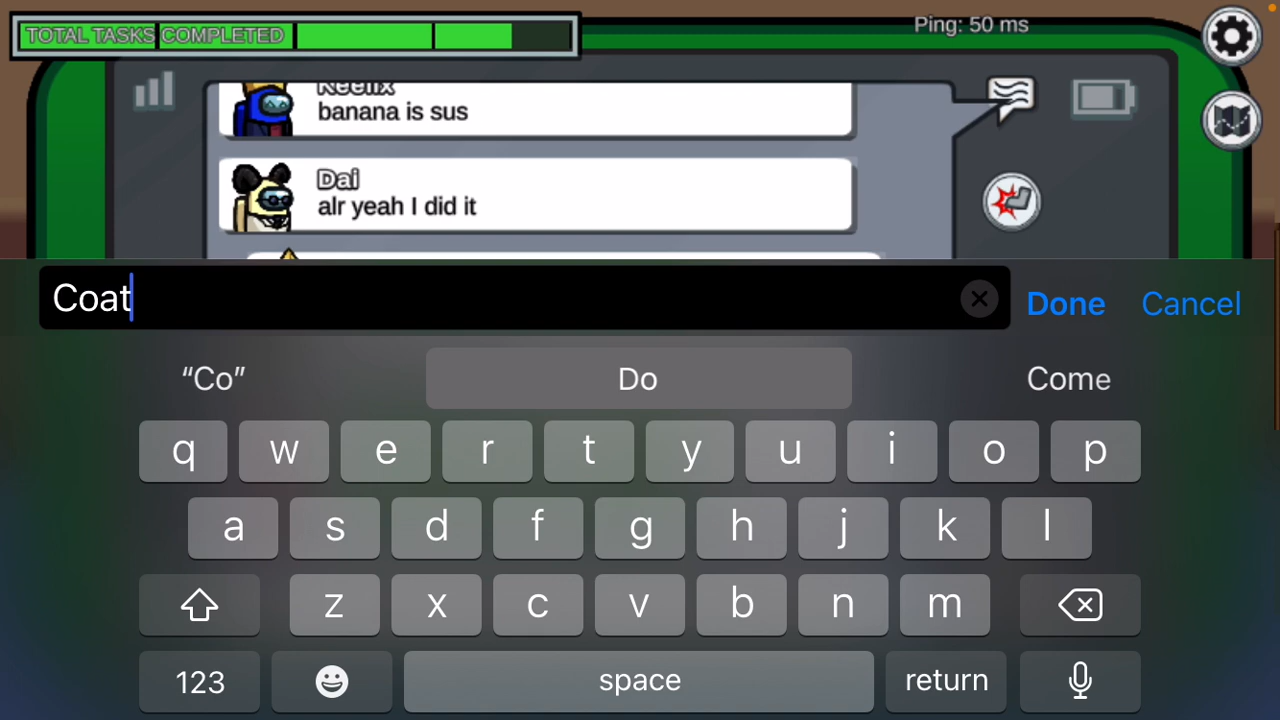 TOTAL TASKS COMPLETED
Ping: 50 ms
Keelix
banana is sus
Dai
alr yeah I did it
Coat
Done
Cancel
“Co”
Do
Come
q w e r t y u i o p
a s d f g h j k l
z x c v b n m
123
space
return